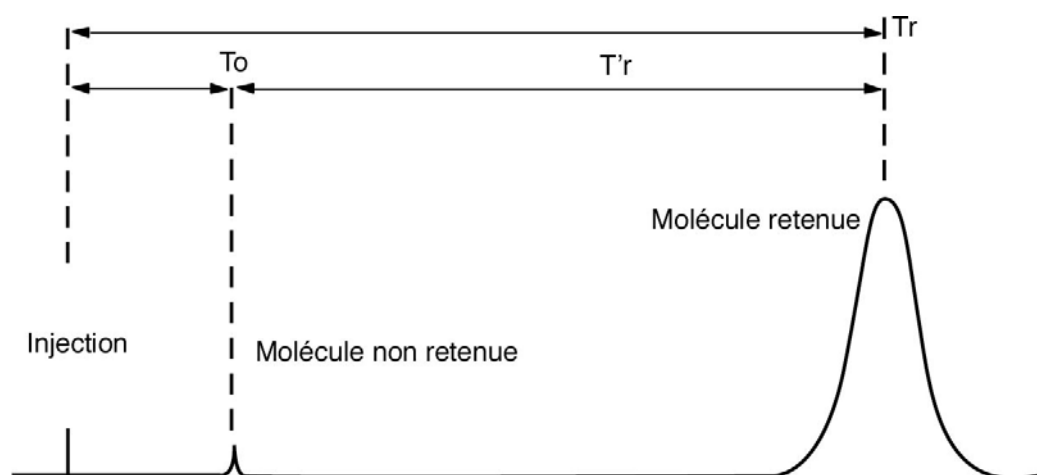 Tr
To
T'r
Molécule retenue
Injection
Molécule non retenue